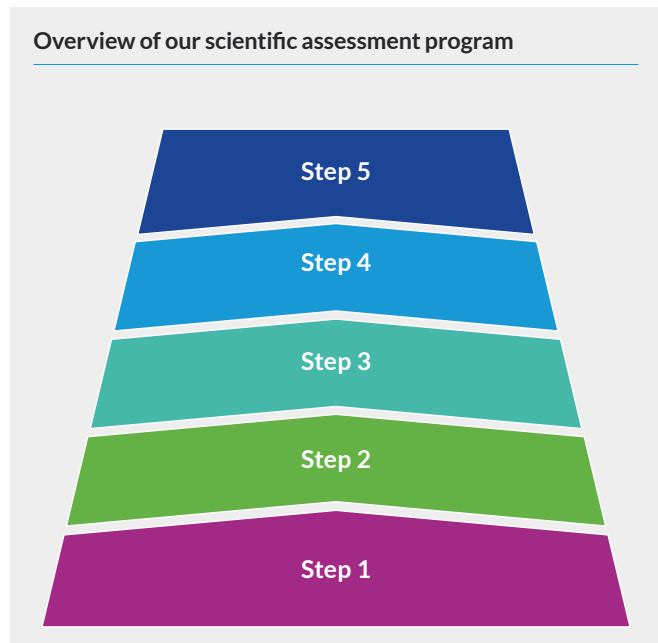 Overview of our scientific assessment program
Step 5
Step 4
Step 3
Step 2
Step 1